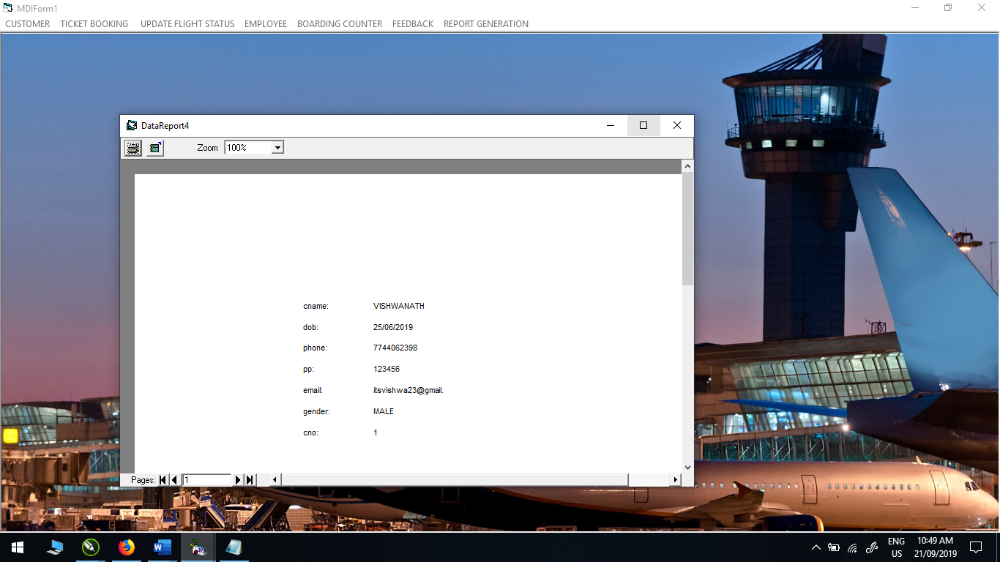 MDIForm1
CUSTOMER TICKET BOOKING UPDATE FLIGHT STATUS EMPLOYEE BOARDING COUNTER FEEDBACK REPORT GENERATION
DataReport4
Zoom 100%
cname: VISHWANATH
dob: 25/06/2019
phone: 7744062398
pp: 123456
email: itsvishwa23@gmail.
gender: MALE
cno: 1
Pages: 1
ENG 10:49 AM
US 21/09/2019